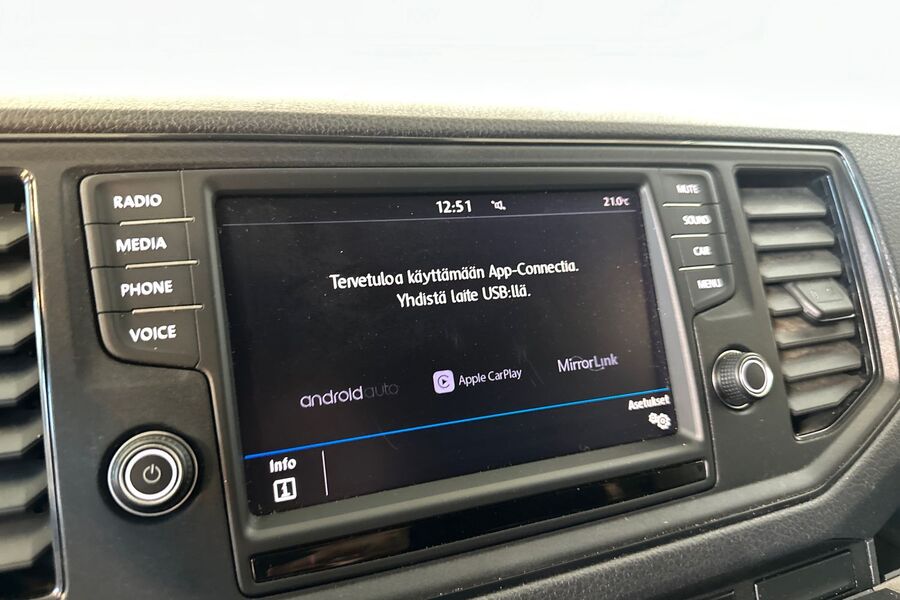 RADIO
MEDIA
PHONE
VOICE
12:51
21.0°C
Tervetuloa käyttämään App-Connectia.
Yhdistä laite USB:llä.
androidauto
Apple CarPlay
MirrorLink
Asetukset
Info
i
MUTE
SOUND
CAR
MENU